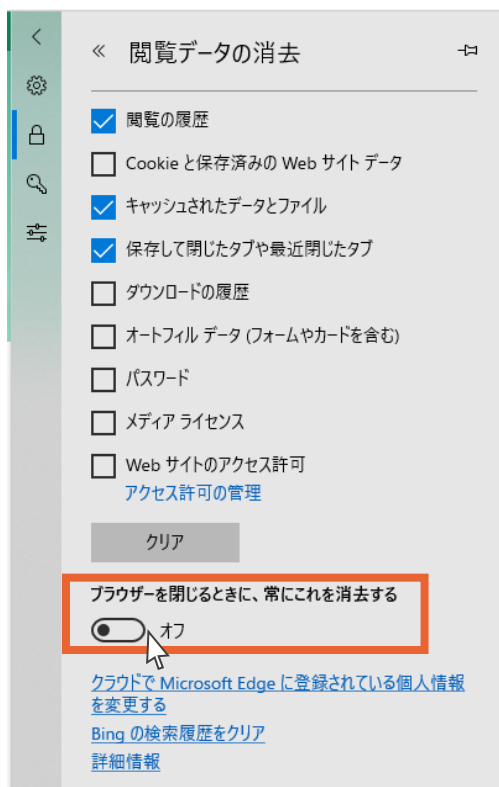 閲覧データの消去
閲覧の履歴
Cookie と保存済みの Web サイト データ
キャッシュされたデータとファイル
保存して閉じたタブや最近閉じたタブ
ダウンロードの履歴
オートフィル データ (フォームやカードを含む)
パスワード
メディア ライセンス
Web サイトのアクセス許可
アクセス許可の管理
クリア
ブラウザーを閉じるときに、常にこれを消去する
オフ
クラウドで Microsoft Edge に登録されている個人情報
を変更する
Bing の検索履歴をクリア
詳細情報